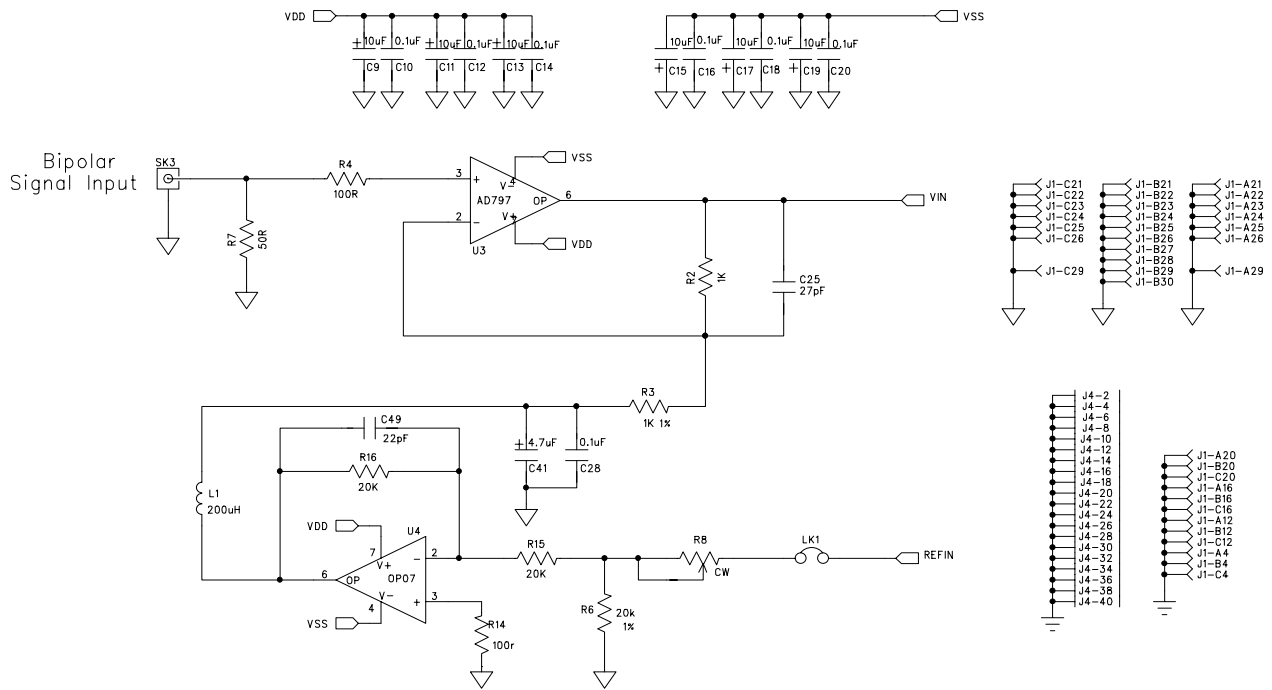 VDD
10uF 0.1uF 10uF 0.1uF 10uF 0.1uF
+ + +
C9 C10 C11 C12 C13 C14
VSS
10uF 0.1uF 10uF 0.1uF 10uF 0.1uF
+ + +
C15 C16 C17 C18 C19 C20
Bipolar
Signal Input
SK3
R4
100R
R7
50R
3
+
2
-
V-
4
AD797
OP
6
V+
7
U3
VSS
VDD
VIN
R2
1K
C25
27pF
J1-C21
J1-C22
J1-C23
J1-C24
J1-C25
J1-C26
J1-C29
J1-B21
J1-B22
J1-B23
J1-B24
J1-B25
J1-B26
J1-B27
J1-B28
J1-B29
J1-B30
J1-A21
J1-A22
J1-A23
J1-A24
J1-A25
J1-A26
J1-A29
R3
1K 1%
C49
22pF
+ 4.7uF
C41
0.1uF
C28
R16
20K
L1
200uH
VDD
U4
7
V+
- 2
6
OP
OP07
V-
4
+ 3
VSS
R14
100r
R15
20K
R6
20k
1%
R8
CW
LK1
REFIN
J4-2
J4-4
J4-6
J4-8
J4-10
J4-12
J4-14
J4-16
J4-18
J4-20
J4-22
J4-24
J4-26
J4-28
J4-30
J4-32
J4-34
J4-36
J4-38
J4-40
J1-A20
J1-B20
J1-C20
J1-A16
J1-B16
J1-C16
J1-A12
J1-B12
J1-C12
J1-A4
J1-B4
J1-C4